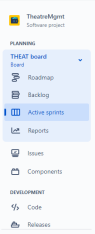 TheatreMgmt
Software project
PLANNING
THEAT board
Board
Roadmap
Backlog
Active sprints
Reports
Issues
Components
DEVELOPMENT
Code
Releases